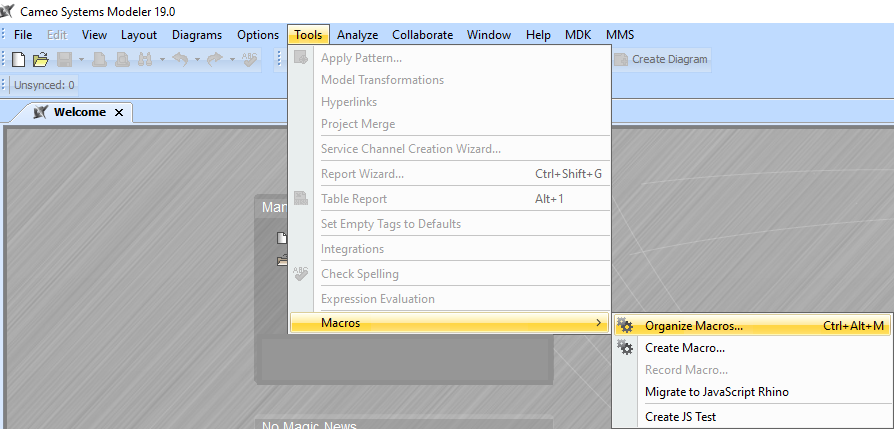 Cameo Systems Modeler 19.0
File Edit View Layout Diagrams Options Tools Analyze Collaborate Window Help MDK MMS
Apply Pattern... Create Diagram
Model Transformations
Unsynced: 0
Hyperlinks
Welcome
Project Merge
Service Channel Creation Wizard...
Report Wizard... Ctrl+Shift+G
Table Report Alt+1
Man
Set Empty Tags to Defaults
Integrations
Check Spelling
Expression Evaluation
Macros
Organize Macros... Ctrl+Alt+M
Create Macro...
Record Macro...
Migrate to JavaScript Rhino
Create JS Test
No Magic News